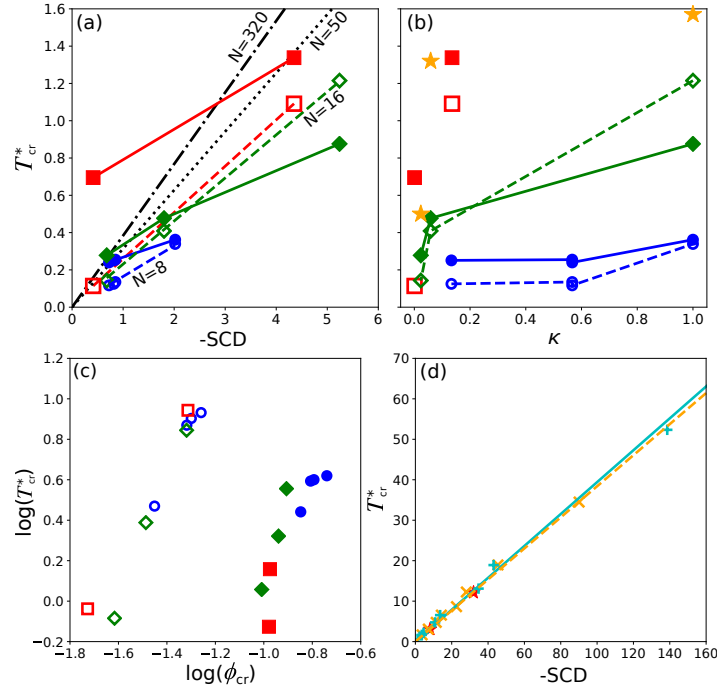 (a)
N=320
N=50
N=16
N=8
T*cr
1.6
1.4
1.2
1.0
0.8
0.6
0.4
0.2
0.0
0 1 2 3 4 5 6
-SCD
(b)
0.0 0.2 0.4 0.6 0.8 1.0
κ
(c)
log(T*cr)
1.2
1.0
0.8
0.6
0.4
0.2
0.0
−0.2
−1.8 −1.6 −1.4 −1.2 −1.0 −0.8 −0.6
log(ϕcr)
(d)
T*cr
70
60
50
40
30
20
10
0
0 20 40 60 80 100 120 140 160
-SCD